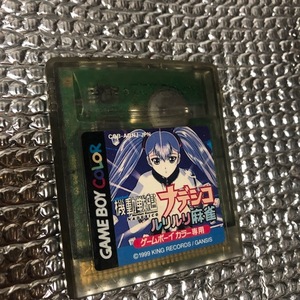 CGB-AQNJ-JPN
GAME BOY COLOR
機動戦艦
ナデシコ
ルリルリ麻雀
ゲームボーイカラー専用
©1999 KING RECORDS / GANSIS